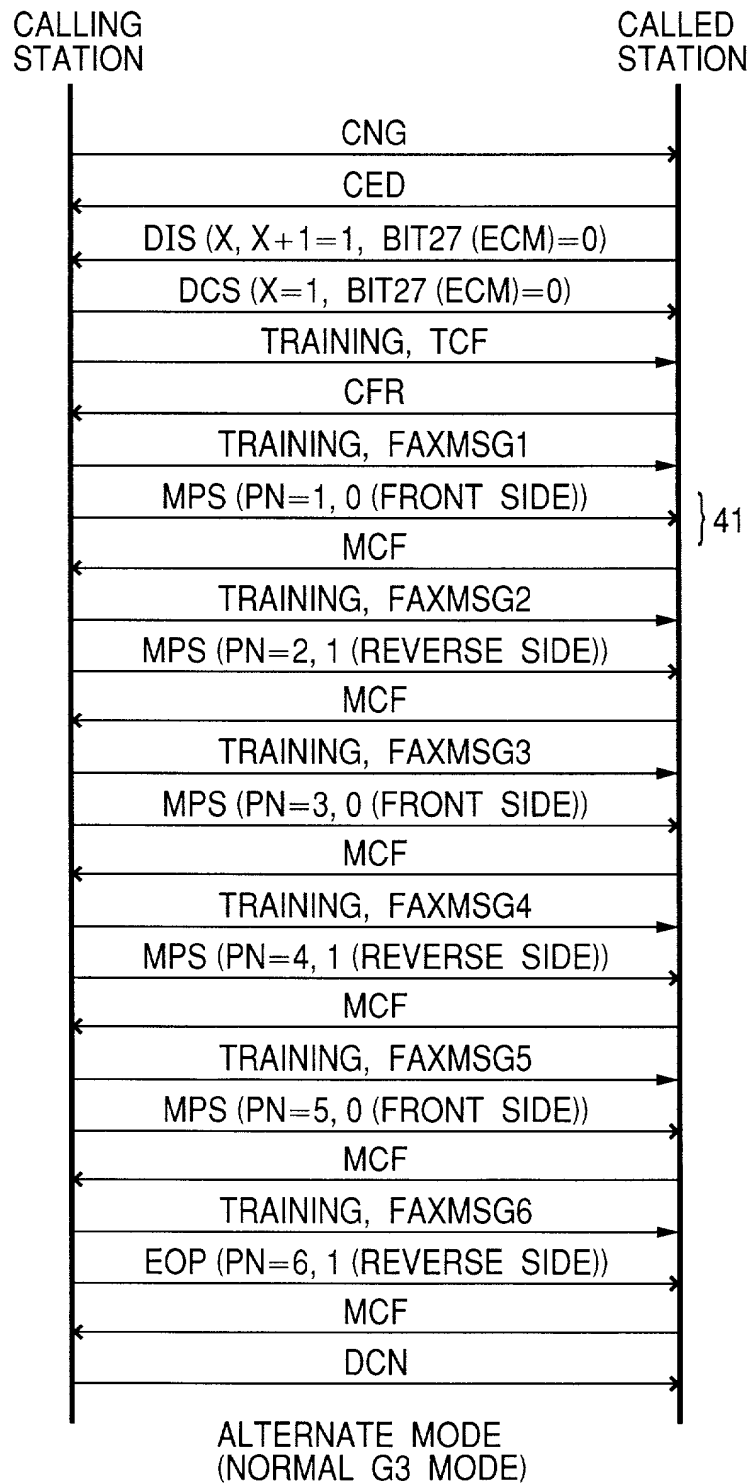 CALLING
STATION
CALLED
STATION
CNG
CED
DIS (X, X+1=1, BIT27 (ECM)=0)
DCS (X=1, BIT27 (ECM)=0)
TRAINING, TCF
CFR
TRAINING, FAXMSG1
MPS (PN=1, 0 (FRONT SIDE))
}41
MCF
TRAINING, FAXMSG2
MPS (PN=2, 1 (REVERSE SIDE))
MCF
TRAINING, FAXMSG3
MPS (PN=3, 0 (FRONT SIDE))
MCF
TRAINING, FAXMSG4
MPS (PN=4, 1 (REVERSE SIDE))
MCF
TRAINING, FAXMSG5
MPS (PN=5, 0 (FRONT SIDE))
MCF
TRAINING, FAXMSG6
EOP (PN=6, 1 (REVERSE SIDE))
MCF
DCN
ALTERNATE MODE
(NORMAL G3 MODE)